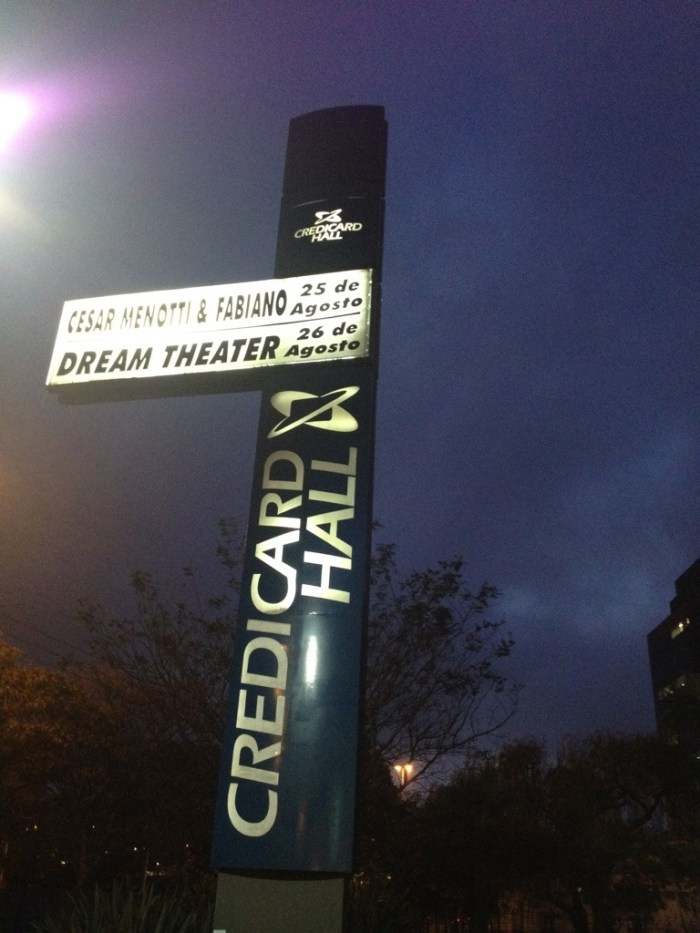 CREDICARD
HALL
CESAR MENOTTI & FABIANO 25 de Agosto
DREAM THEATER 26 de Agosto
CREDICARD
HALL